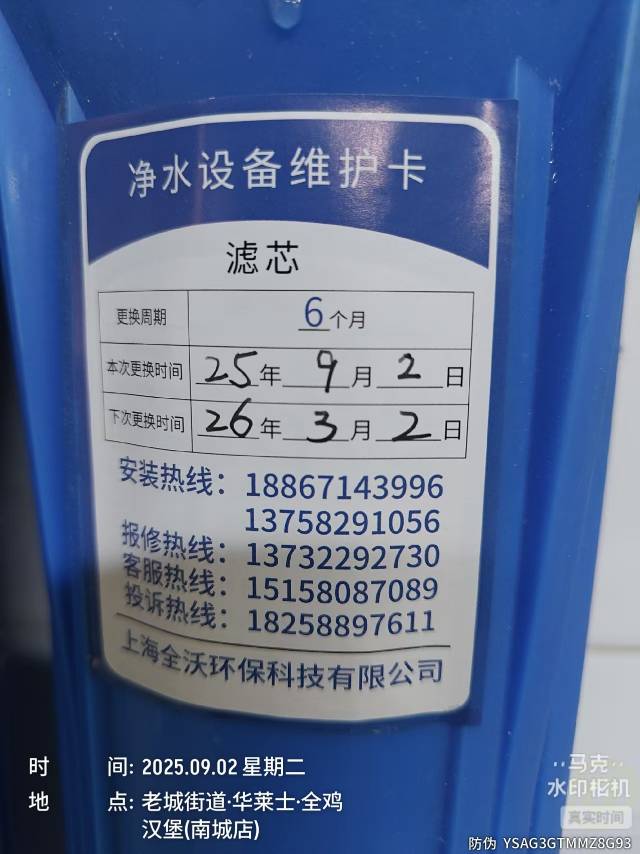 净水设备维护卡
滤芯
更换周期 6个月
本次更换时间 25年9月2日
下次更换时间 26年3月2日
安装热线：18867143996
13758291056
报修热线：13732292730
客服热线：15158087089
投诉热线：18258897611
上海全沃环保科技有限公司
时 间：2025.09.02 星期二
地 点：老城街道·华莱士·全鸡
汉堡(南城店)
马克
水印相机
真实时间
防伪 YSAG3GTMMZ8G93